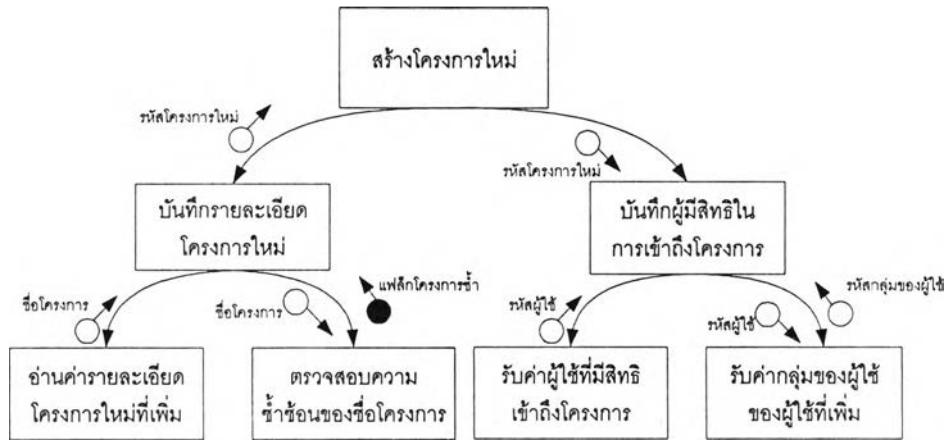 สร้างโครงการใหม่
รหัสโครงการใหม่
รหัสโครงการใหม่
บันทึกรายละเอียด
โครงการใหม่
บันทึกผู้มีสิทธิใน
การเข้าถึงโครงการ
ชื่อโครงการ
ชื่อโครงการ
แฟล็กโครงการซ้ำ
รหัสผู้ใช้
รหัสผู้ใช้
รหัสกลุ่มของผู้ใช้
อ่านค่ารายละเอียด
โครงการใหม่ที่เพิ่ม
ตรวจสอบความ
ซ้ำซ้อนของชื่อโครงการ
รับค่าผู้ใช้ที่มีสิทธิ
เข้าถึงโครงการ
รับค่ากลุ่มของผู้ใช้
ของผู้ใช้ที่เพิ่ม